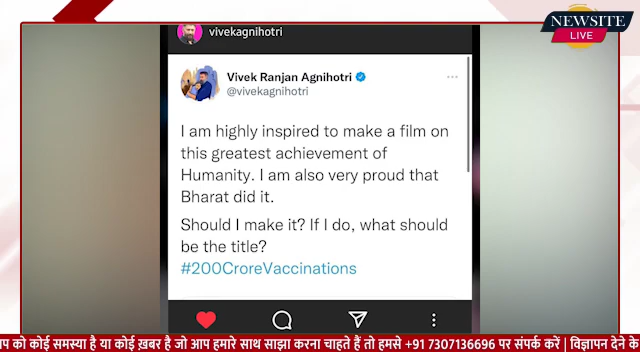 vivekagnihotri
NEWSITE
LIVE
Vivek Ranjan Agnihotri
@vivekagnihotri
I am highly inspired to make a film on
this greatest achievement of
Humanity. I am also very proud that
Bharat did it.
Should I make it? If I do, what should
be the title?
#200CroreVaccinations
प को कोई समस्या है या कोई ख़बर है जो आप हमारे साथ साझा करना चाहते हैं तो हमसे +91 7307136696 पर संपर्क करें | विज्ञापन देने के